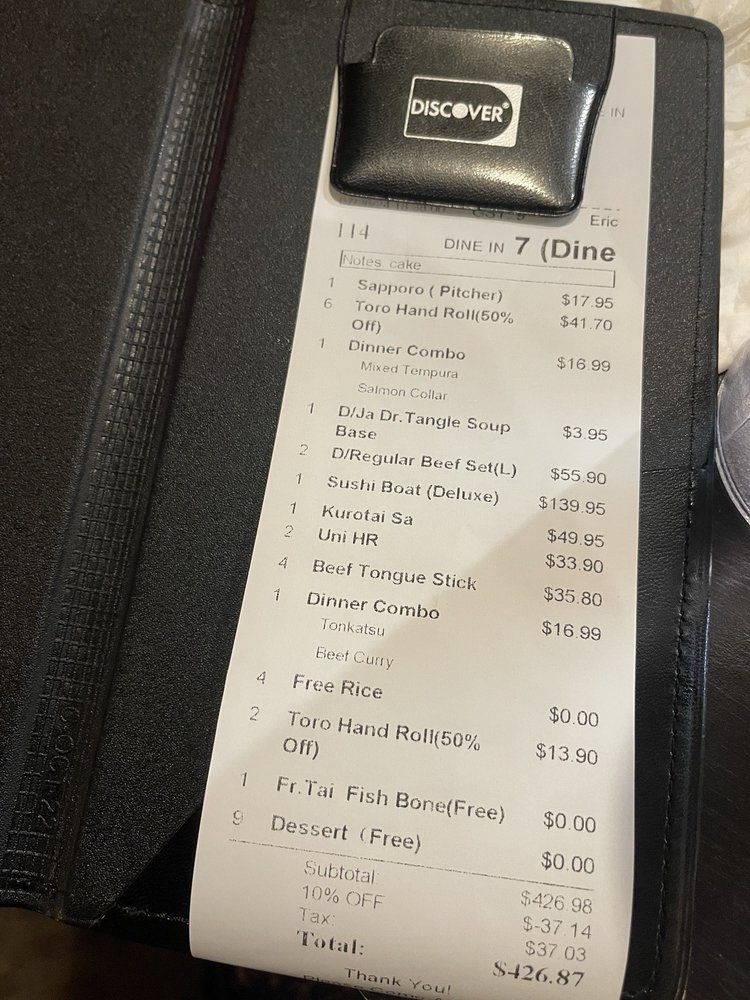 DISCOVER®
E IN
Eric
114
DINE IN 7 (Dine
Notes cake
1 Sapporo ( Pitcher) $17.95
6 Toro Hand Roll(50% $41.70
Off)
1 Dinner Combo $16.99
Mixed Tempura
Salmon Collar
1 D/Ja Dr.Tangle Soup $3.95
Base
2 D/Regular Beef Set(L) $55.90
1 Sushi Boat (Deluxe) $139.95
1 Kurotai Sa $49.95
2 Uni HR $33.90
4 Beef Tongue Stick $35.80
1 Dinner Combo $16.99
Tonkatsu
Beef Curry
4 Free Rice $0.00
2 Toro Hand Roll(50% $13.90
Off)
1 Fr.Tai Fish Bone(Free) $0.00
9 Dessert (Free) $0.00
Subtotal: $426.98
10% OFF $-37.14
Tax: $37.03
Total: $426.87
Thank You!